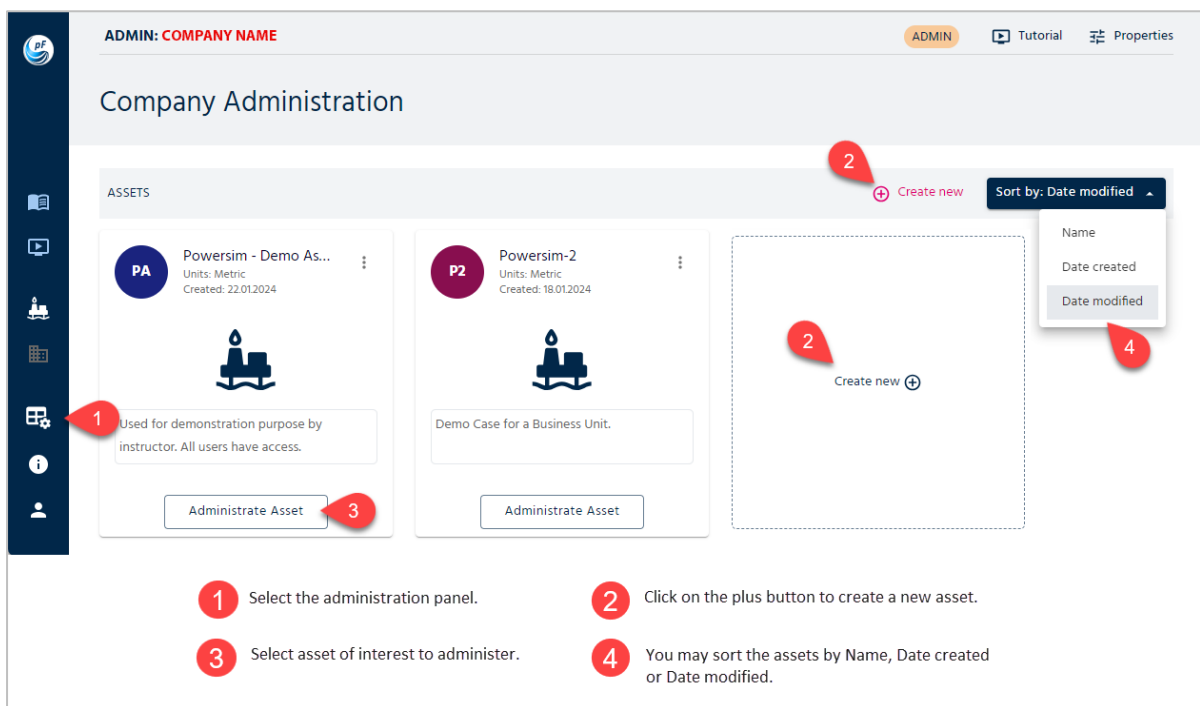 pF
ADMIN: COMPANY NAME
ADMIN
Tutorial
Properties
Company Administration
2
ASSETS
Create new
Sort by: Date modified
Name
Date created
Date modified
4
PA
Powersim - Demo As...
Units: Metric
Created: 22.01.2024
P2
Powersim-2
Units: Metric
Created: 18.01.2024
2
Create new
1
Used for demonstration purpose by
instructor. All users have access.
Demo Case for a Business Unit.
Administrate Asset
3
Administrate Asset
1 Select the administration panel.
2 Click on the plus button to create a new asset.
3 Select asset of interest to administer.
4 You may sort the assets by Name, Date created
or Date modified.